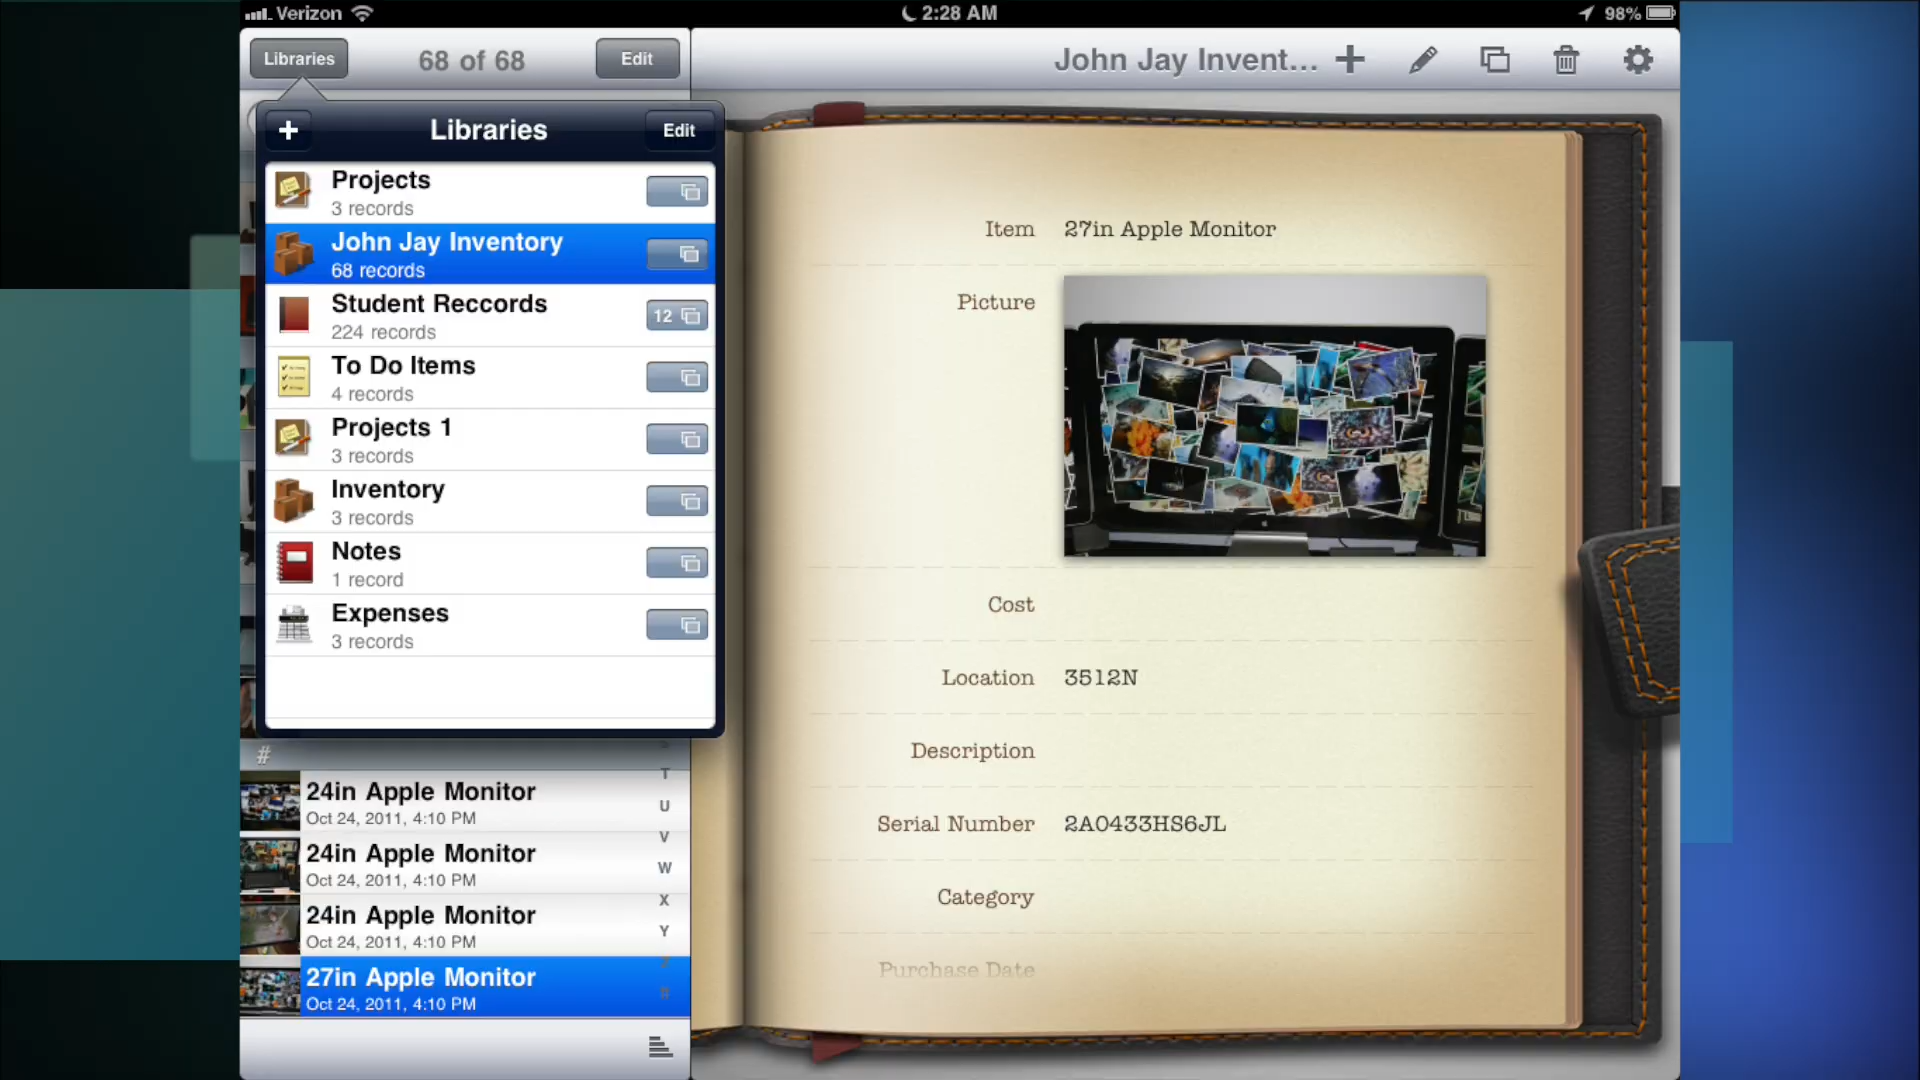 Verizon
2:28 AM
98%
Libraries
68 of 68
Edit
John Jay Invent...
Libraries
Edit
Projects
3 records
John Jay Inventory
68 records
Student Reccords
224 records
12
To Do Items
4 records
Projects 1
3 records
Inventory
3 records
Notes
1 record
Expenses
3 records
#
24in Apple Monitor
Oct 24, 2011, 4:10 PM
24in Apple Monitor
Oct 24, 2011, 4:10 PM
24in Apple Monitor
Oct 24, 2011, 4:10 PM
27in Apple Monitor
Oct 24, 2011, 4:10 PM
T
U
V
W
X
Y
Z
#
Item 27in Apple Monitor
Picture
Cost
Location 3512N
Description
Serial Number 2A0433HS6JL
Category
Purchase Date